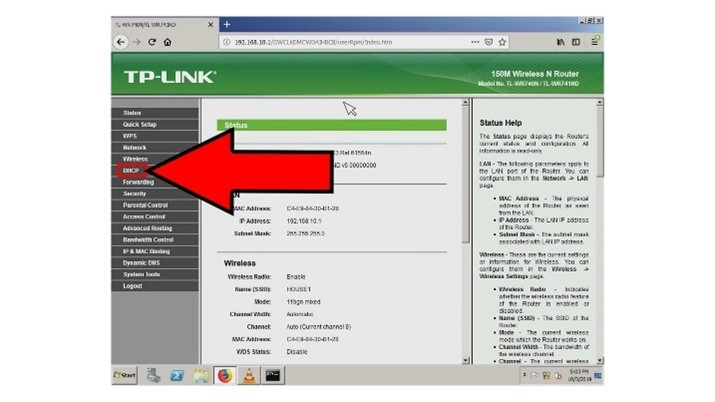 TL-WR740N / TL-WR741ND
192.168.10.1/GWCLKDMCWOAIHBCB/userRpm/Index.htm
TP-LINK
150M Wireless N Router
Model No. TL-WR740N / TL-WR741ND
Status
Quick Setup
WPS
Network
Wireless
DHCP
Forwarding
Security
Parental Control
Access Control
Advanced Routing
Bandwidth Control
IP & MAC Binding
Dynamic DNS
System Tools
Logout
Status
MAC Address: C4-E9-84-30-B1-28
IP Address: 192.168.10.1
Subnet Mask: 255.255.255.0
Wireless
Wireless Radio: Enable
Name (SSID): HOUSE1
Mode: 11bgn mixed
Channel Width: Automatic
Channel: Auto (Current channel 8)
MAC Address: C4-E9-84-30-B1-28
WDS Status: Disable
Status Help
The Status page displays the Router's
current status and configuration. All
information is read-only.
LAN - The following parameters apply to
the LAN port of the Router. You can
configure them in the Network -> LAN
page.
• MAC Address - The physical
address of the Router, as seen
from the LAN.
• IP Address - The LAN IP address
of the Router.
• Subnet Mask - The subnet mask
associated with LAN IP address.
Wireless - These are the current settings
or information for Wireless. You can
configure them in the Wireless ->
Wireless Settings page.
• Wireless Radio - Indicates
whether the wireless radio feature
of the Router is enabled or
disabled.
• Name (SSID) - The SSID of the
Router.
• Mode - The current wireless
mode which the Router works on.
• Channel Width - The bandwidth of
the wireless channel.
• Channel - The current wireless
Start
5:03 PM